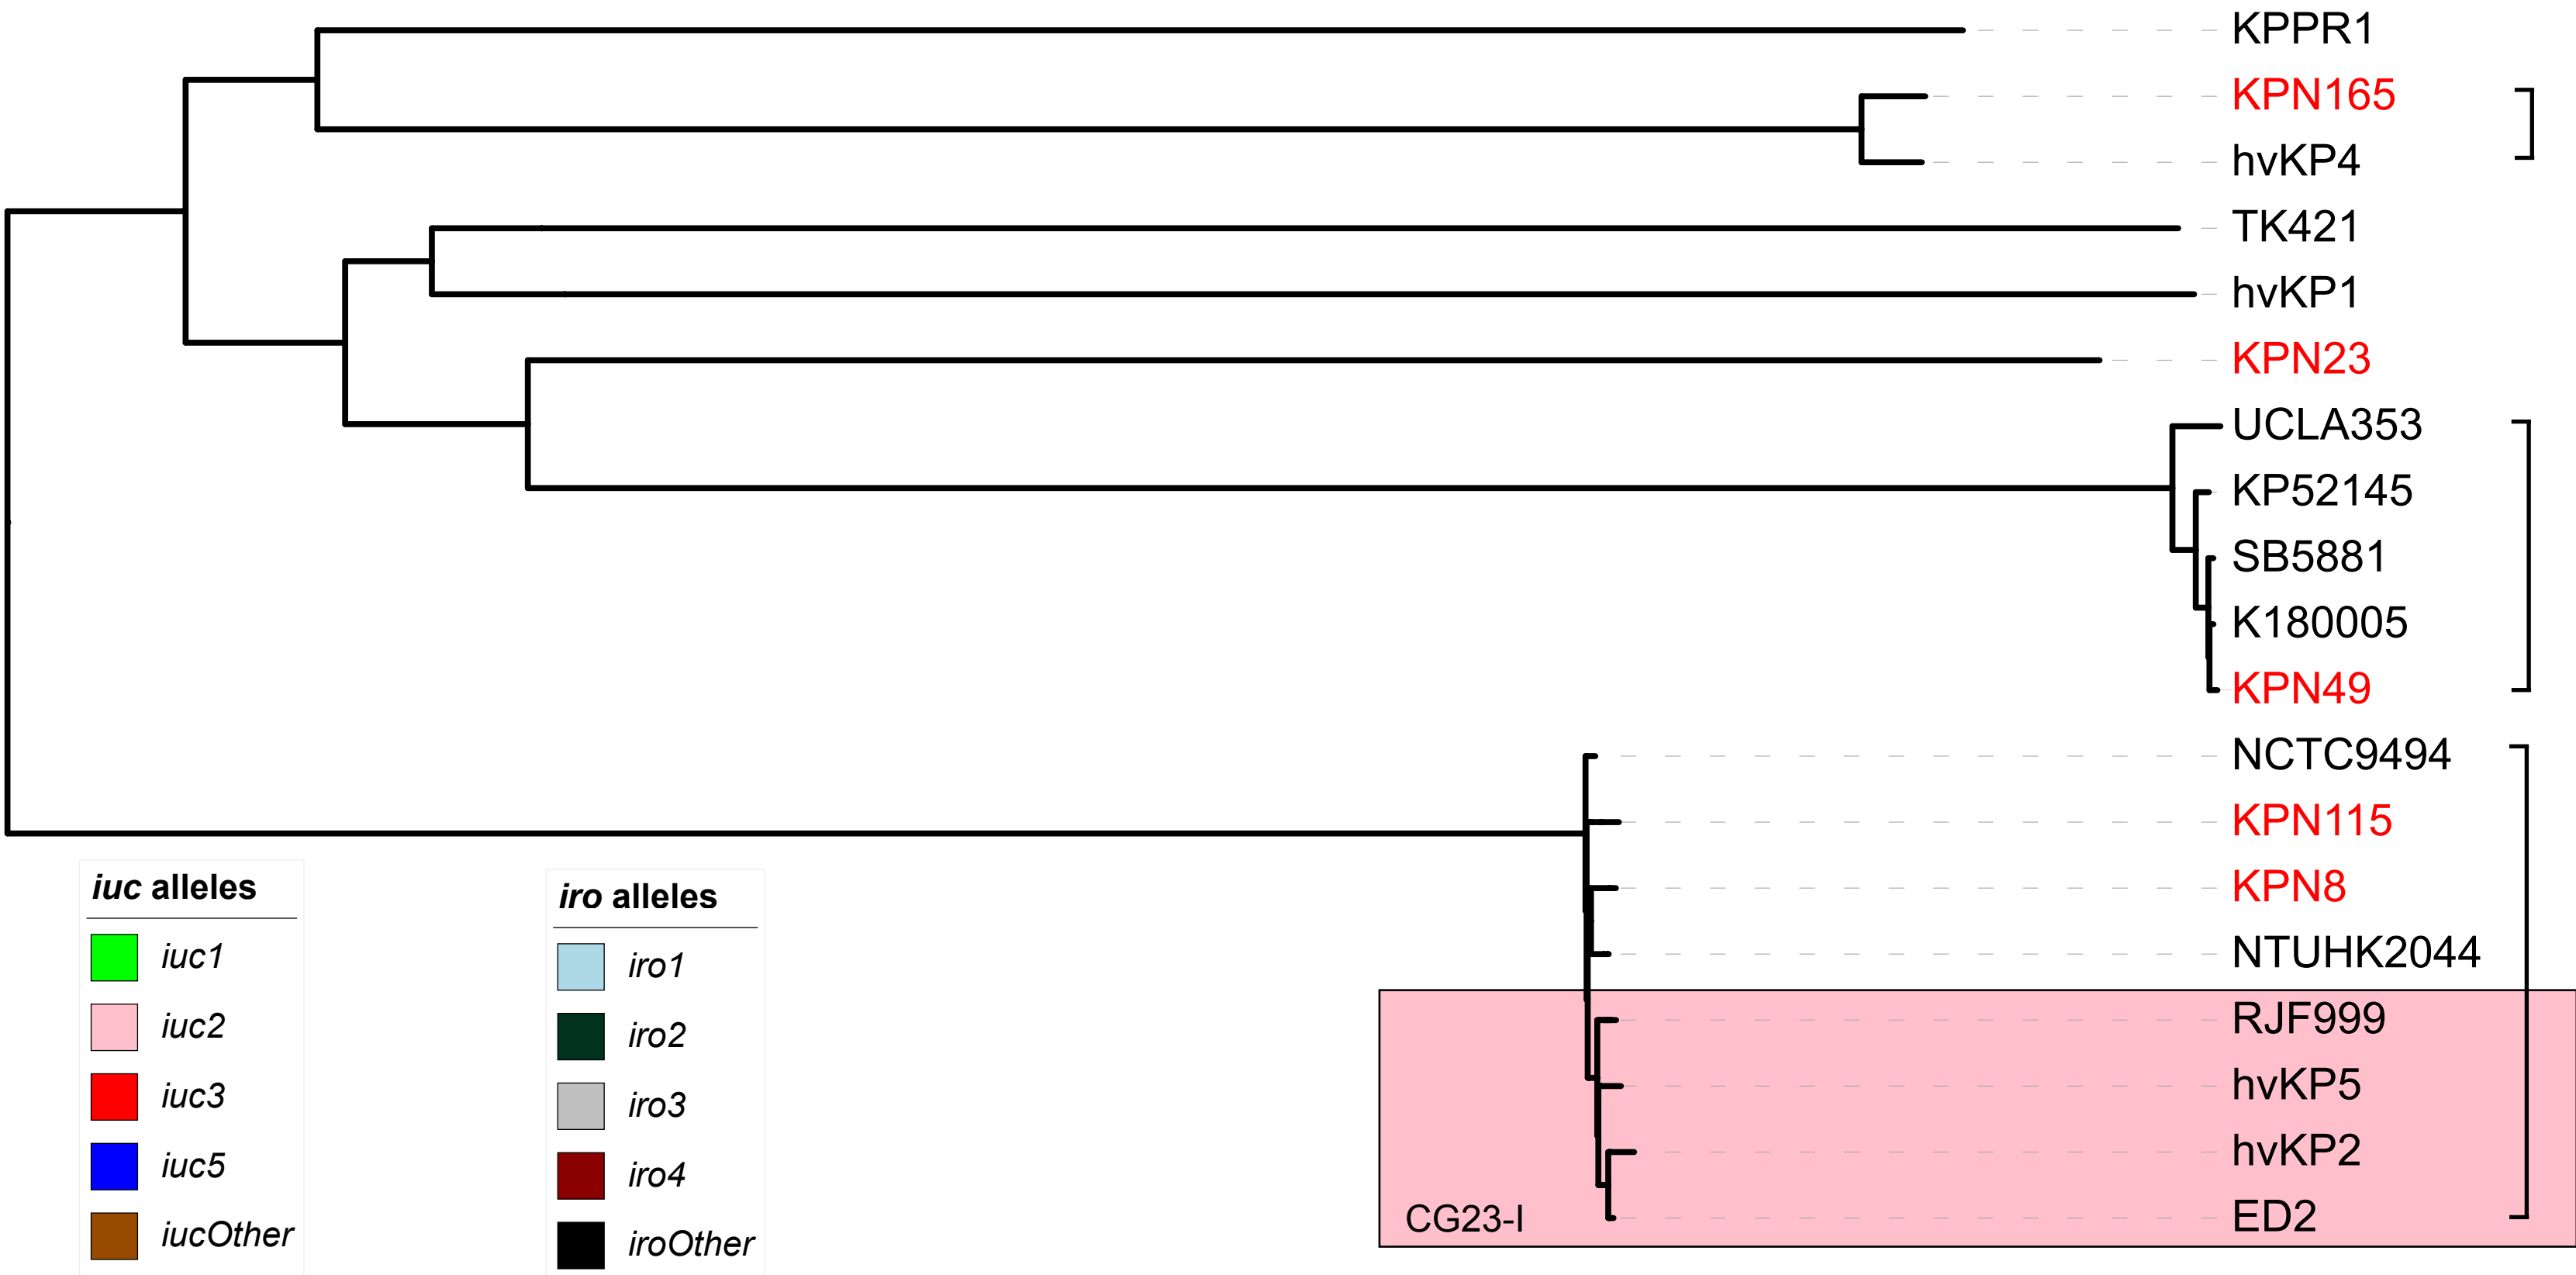 KPPR1
KPN165
hvKP4
TK421
hvKP1
KPN23
UCLA353
KP52145
SB5881
K180005
KPN49
NCTC9494
KPN115
KPN8
NTUHK2044
RJF999
hvKP5
hvKP2
ED2
CG23-I
iuc alleles
iuc1
iuc2
iuc3
iuc5
iucOther
iro alleles
iro1
iro2
iro3
iro4
iroOther